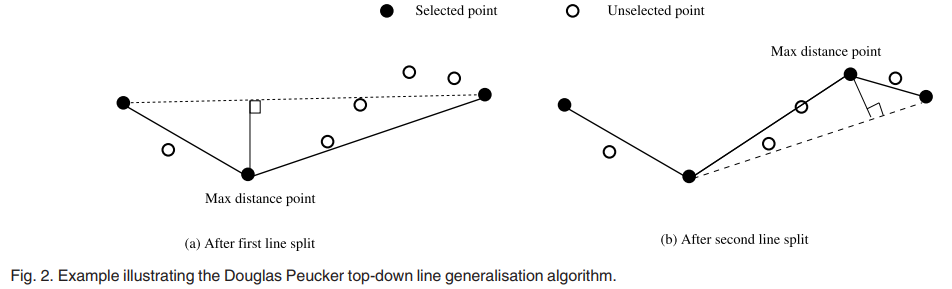 Selected point
Unselected point
Max distance point
(a) After first line split
Max distance point
(b) After second line split
Fig. 2. Example illustrating the Douglas Peucker top-down line generalisation algorithm.